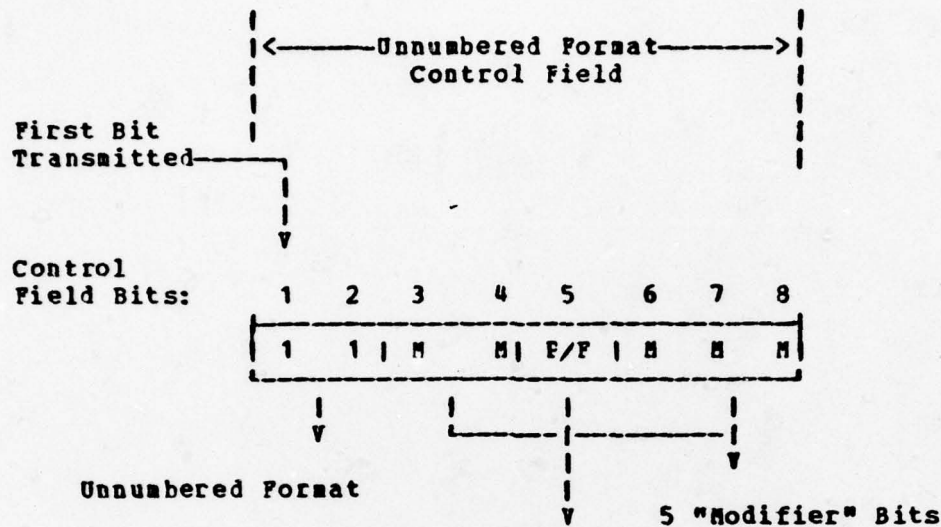 <-----Unnumbered Format----->
Control Field
First Bit
Transmitted
Control
Field Bits: 1 2 3 4 5 6 7 8
1 1 | M M | P/F | M M M
Unnumbered Format
5 "Modifier" Bits